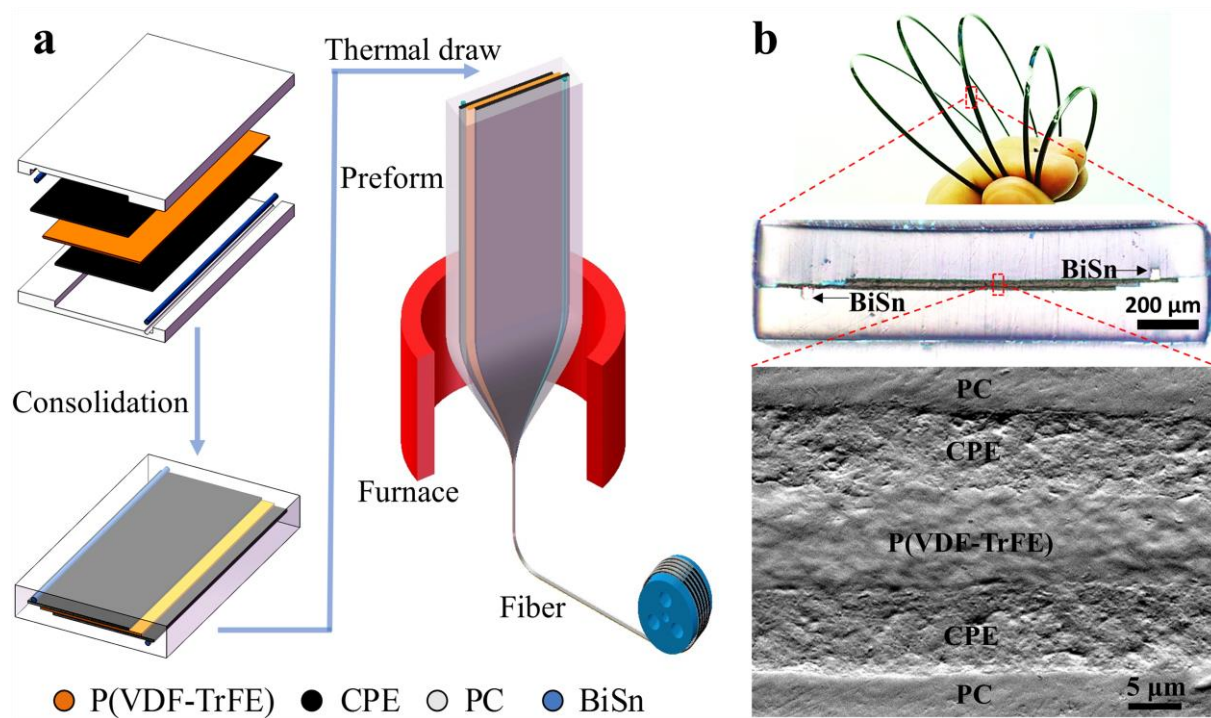 a
Thermal draw
Preform
Consolidation
Furnace
Fiber
P(VDF-TrFE) CPE PC BiSn
b
BiSn
BiSn
200 µm
PC
CPE
P(VDF-TrFE)
CPE
PC
5 µm